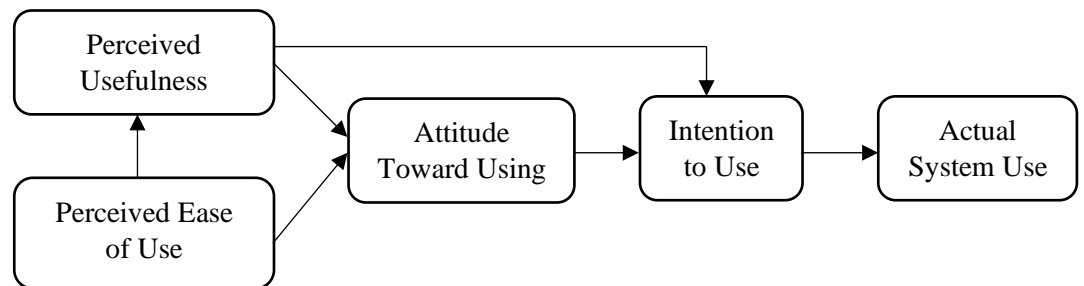 Perceived
Usefulness
Attitude
Toward Using
Intention
to Use
Actual
System Use
Perceived Ease
of Use